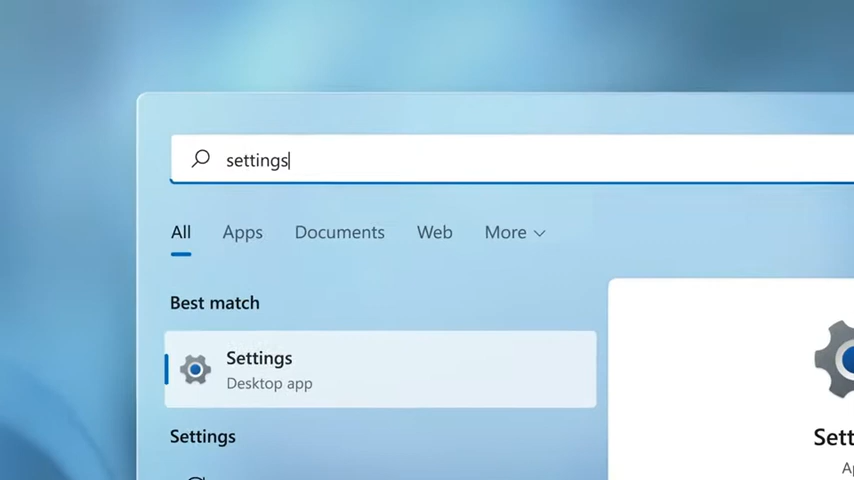 settings
All Apps Documents Web More
Best match
Settings
Desktop app
Settings